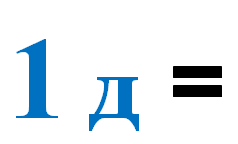 1 д =